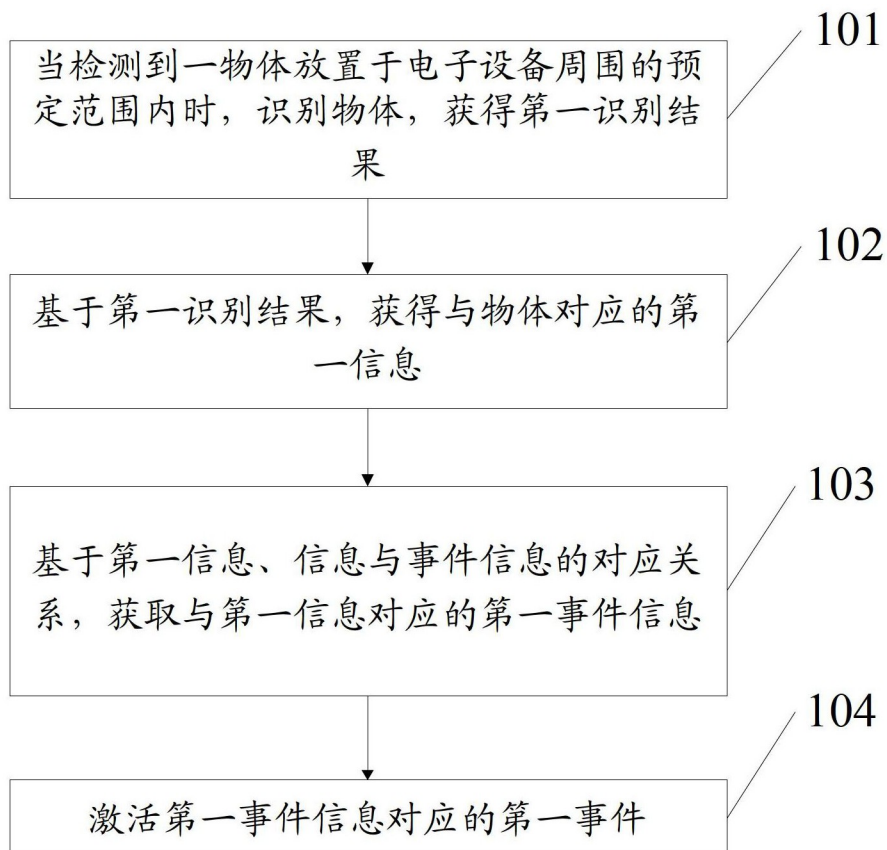 101
当检测到一物体放置于电子设备周围的预
定范围内时，识别物体，获得第一识别结
果
102
基于第一识别结果，获得与物体对应的第
一信息
103
基于第一信息、信息与事件信息的对应关
系，获取与第一信息对应的第一事件信息
104
激活第一事件信息对应的第一事件